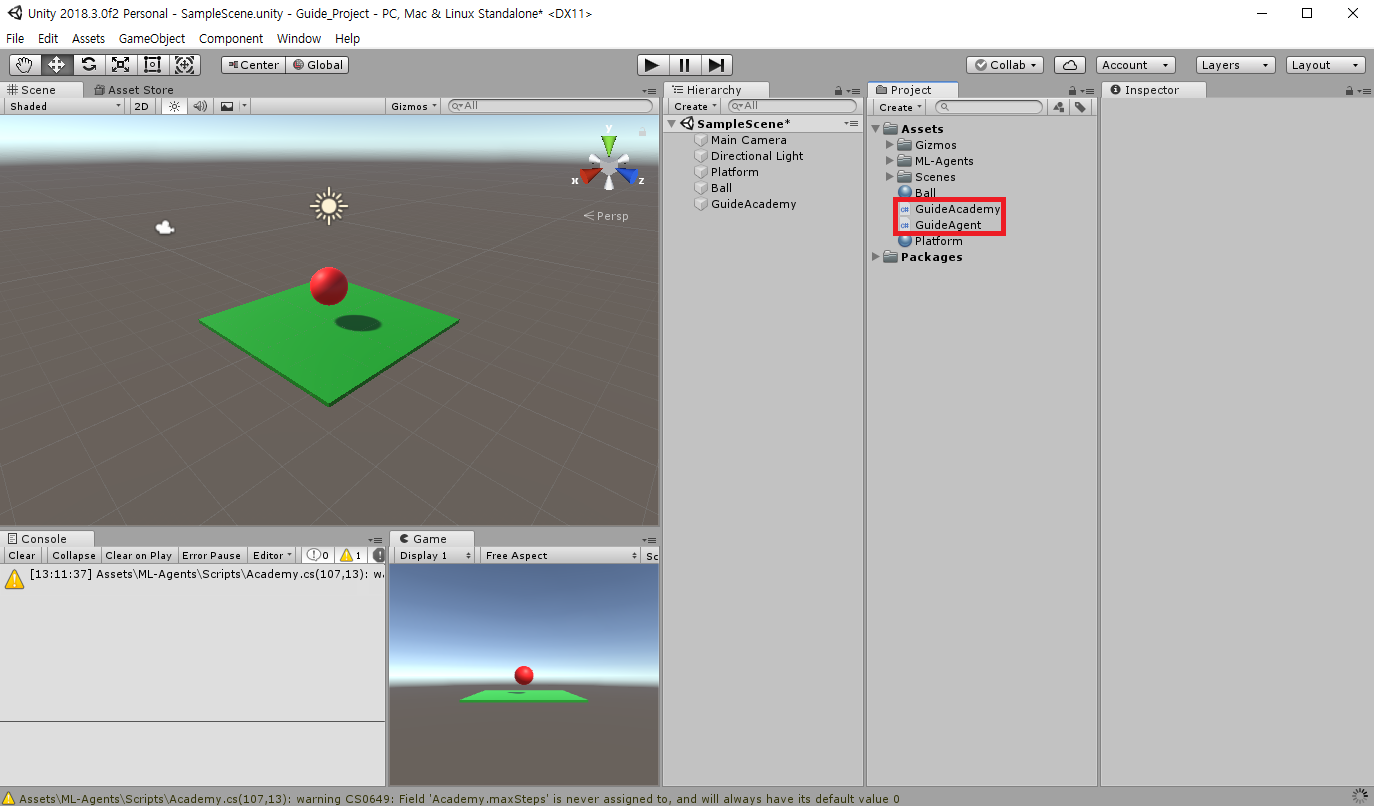 Unity 2018.3.0f2 Personal - SampleScene.unity - Guide_Project - PC, Mac & Linux Standalone* <DX11>
File Edit Assets GameObject Component Window Help
Center Global Collab Account Layers Layout
Scene Asset Store
Shaded 2D Gizmos All
y
x z
Persp
Hierarchy
Create All
SampleScene*
Main Camera
Directional Light
Platform
Ball
GuideAcademy
Project
Create
Assets
Gizmos
ML-Agents
Scenes
Ball
C# GuideAcademy
C# GuideAgent
Platform
Packages
Inspector
Console
Clear Collapse Clear on Play Error Pause Editor 0 1
[13:11:37] Assets\ML-Agents\Scripts\Academy.cs(107,13): wa
Game
Display 1 Free Aspect Sc
Assets\ML-Agents\Scripts\Academy.cs(107,13): warning CS0649: Field 'Academy.maxSteps' is never assigned to, and will always have its default value 0